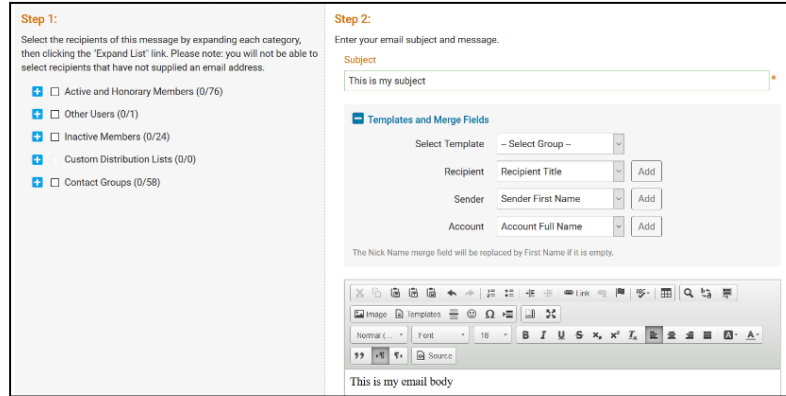 Step 1:
Select the recipients of this message by expanding each category,
then clicking the "Expand List" link. Please note: you will not be able to
select recipients that have not supplied an email address.
Active and Honorary Members (0/76)
Other Users (0/1)
Inactive Members (0/24)
Custom Distribution Lists (0/0)
Contact Groups (0/58)
Step 2:
Enter your email subject and message.
Subject
This is my subject *
Templates and Merge Fields
Select Template -- Select Group --
Recipient Recipient Title Add
Sender Sender First Name Add
Account Account Full Name Add
The Nick Name merge field will be replaced by First Name if it is empty.
Link
Image Templates Ω
Normal (... Font 18 B I U S x₂ x² Tx A A
Source
This is my email body